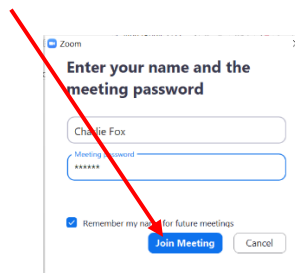 Zoom
Enter your name and the
meeting password
Charlie Fox
Meeting password
******
Remember my name for future meetings
Join Meeting
Cancel